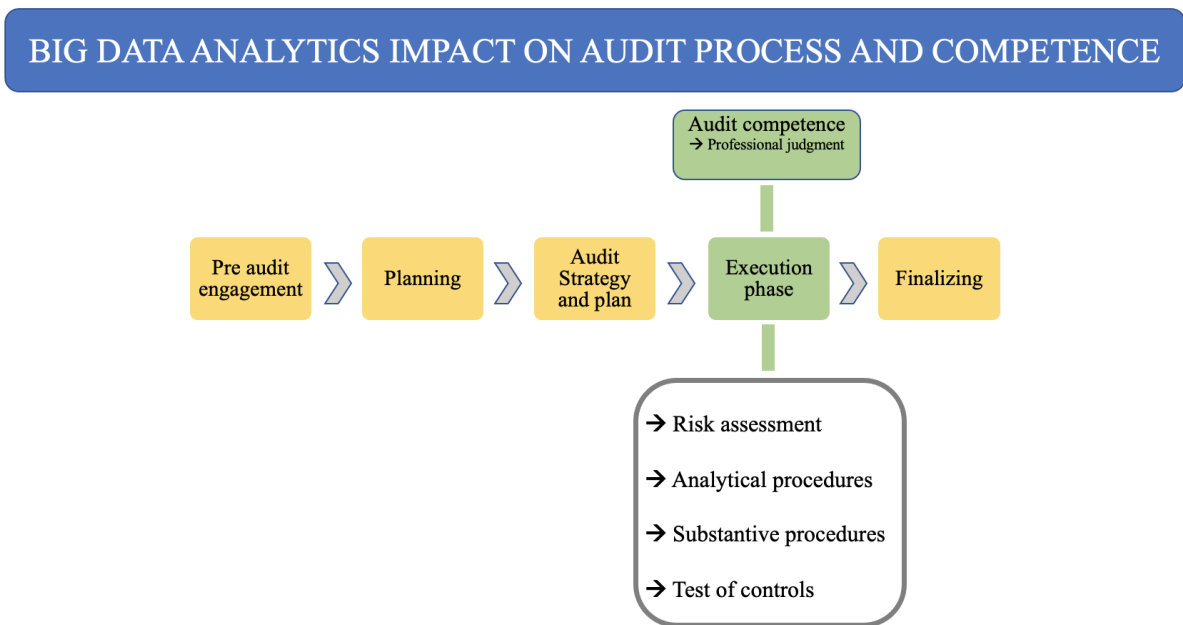 BIG DATA ANALYTICS IMPACT ON AUDIT PROCESS AND COMPETENCE
Audit competence
→ Professional judgment
Pre audit
engagement
Planning
Audit
Strategy
and plan
Execution
phase
Finalizing
→ Risk assessment
→ Analytical procedures
→ Substantive procedures
→ Test of controls